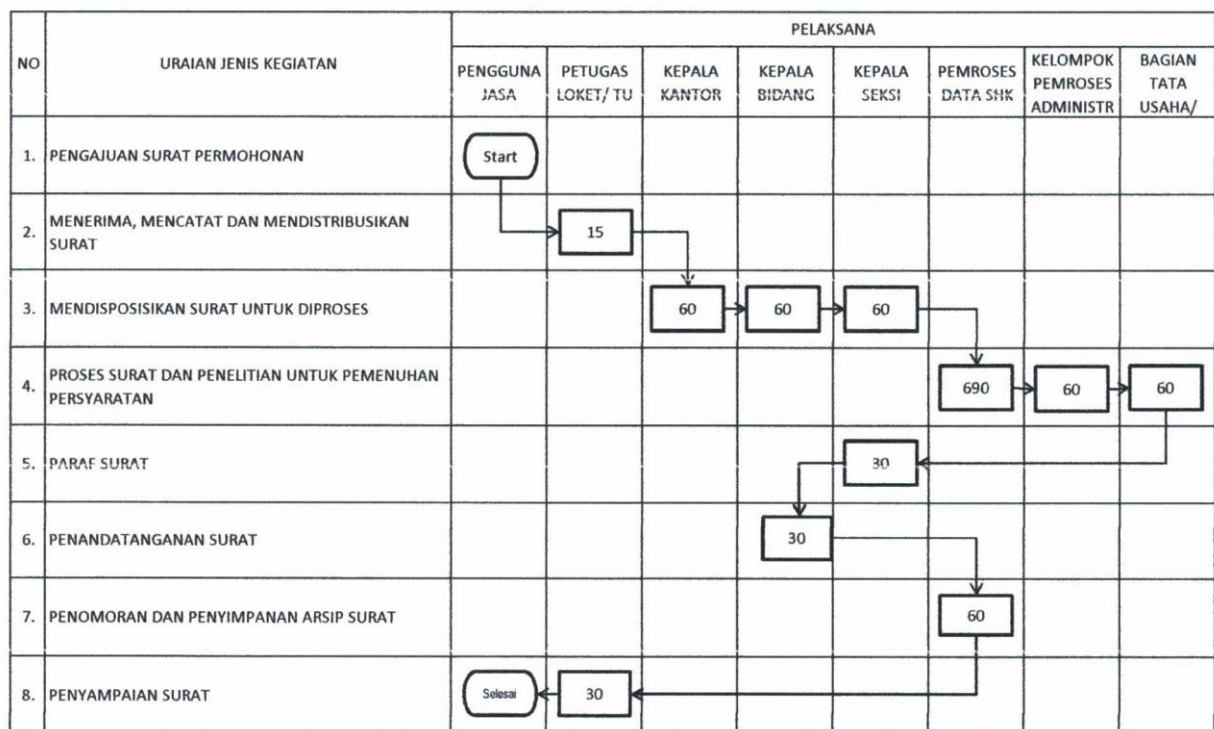 NO
URAIAN JENIS KEGIATAN
PELAKSANA
PENGGUNA
JASA
PETUGAS
LOKET/ TU
KEPALA
KANTOR
KEPALA
BIDANG
KEPALA
SEKSI
PEMROSES
DATA SHK
KELOMPOK
PEMROSES
ADMINISTR
BAGIAN
TATA
USAHA/
1. PENGAJUAN SURAT PERMOHONAN
Start
2. MENERIMA, MENCATAT DAN MENDISTRIBUSIKAN
SURAT
15
3. MENDISPOSISIKAN SURAT UNTUK DIPROSES
60 60 60
4. PROSES SURAT DAN PENELITIAN UNTUK PEMENUHAN
PERSYARATAN
690 60 60
5. PARAF SURAT
30
6. PENANDATANGANAN SURAT
30
7. PENOMORAN DAN PENYIMPANAN ARSIP SURAT
60
8. PENYAMPAIAN SURAT
Selesai 30